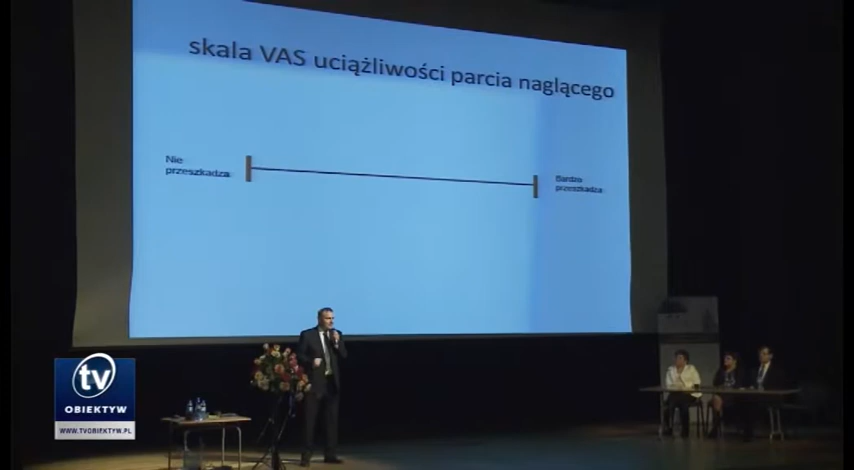 skala VAS uciążliwości parcia naglącego
Nie
przeszkadza
Bardzo
przeszkadza
tv
OBIEKTYW
WWW.TVOBIEKTYW.PL